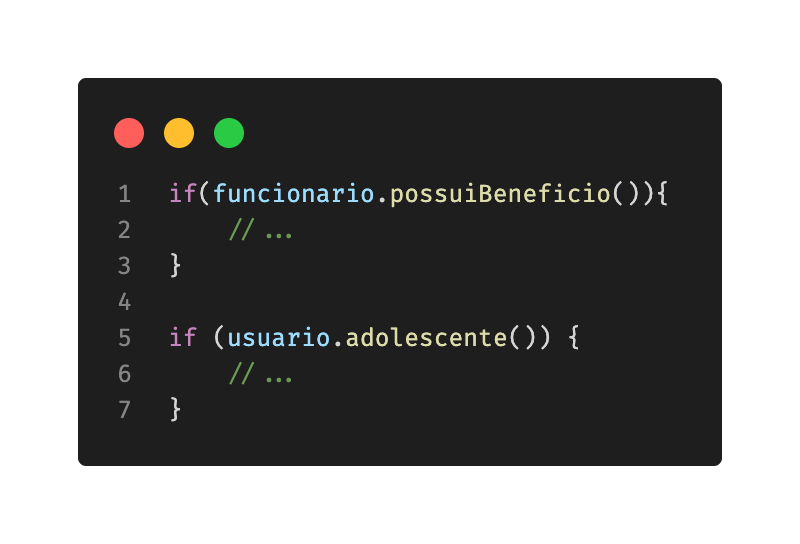 1 if(funcionario.possuiBeneficio()){
2 // ...
3 }
4
5 if (usuario.adolescente()) {
6 // ...
7 }